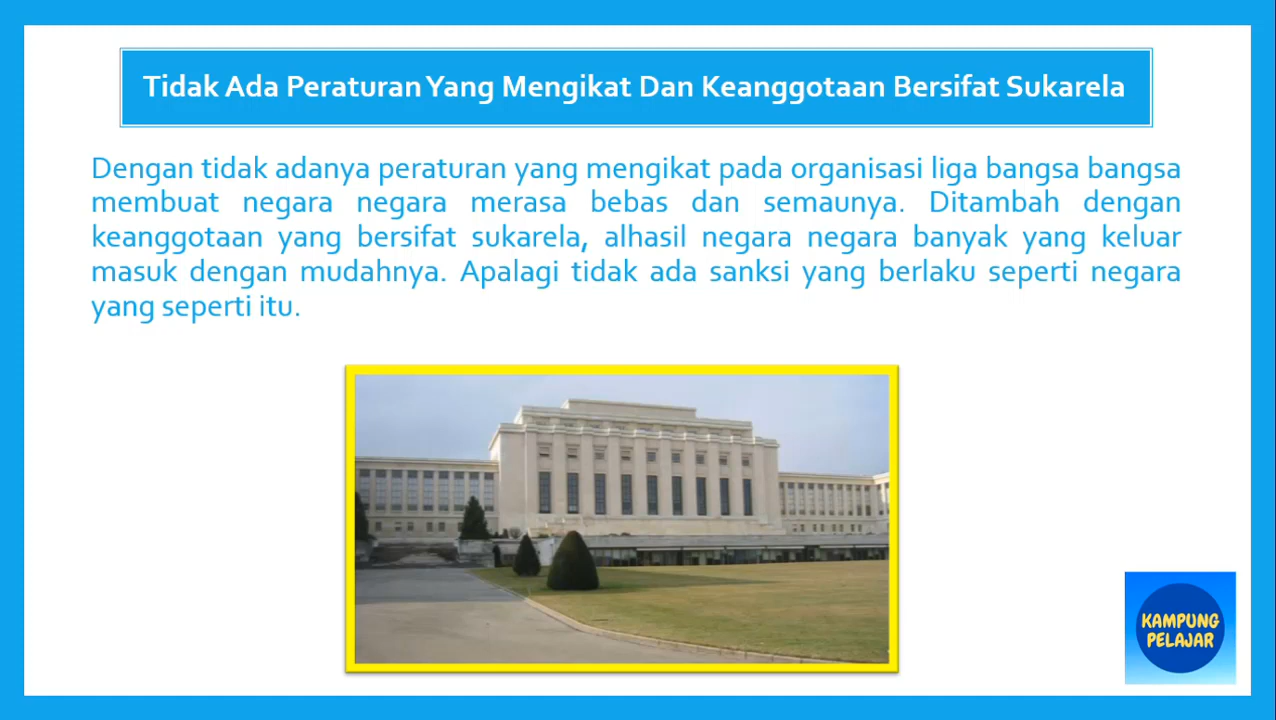 Tidak Ada Peraturan Yang Mengikat Dan Keanggotaan Bersifat Sukarela
Dengan tidak adanya peraturan yang mengikat pada organisasi liga bangsa bangsa
membuat negara negara merasa bebas dan semaunya. Ditambah dengan
keanggotaan yang bersifat sukarela, alhasil negara negara banyak yang keluar
masuk dengan mudahnya. Apalagi tidak ada sanksi yang berlaku seperti negara
yang seperti itu.
KAMPUNG
PELAJAR